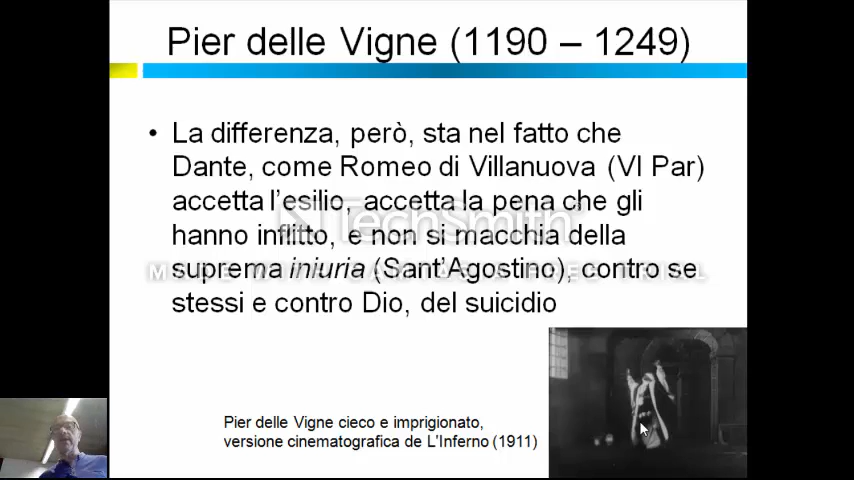 Pier delle Vigne (1190 – 1249)
• La differenza, però, sta nel fatto che
Dante, come Romeo di Villanuova (VI Par)
accetta l'esilio, accetta la pena che gli
hanno inflitto, e non si macchia della
suprema iniuria (Sant'Agostino), contro se
stessi e contro Dio, del suicidio
TechSmith
Pier delle Vigne cieco e imprigionato,
versione cinematografica de L'Inferno (1911)